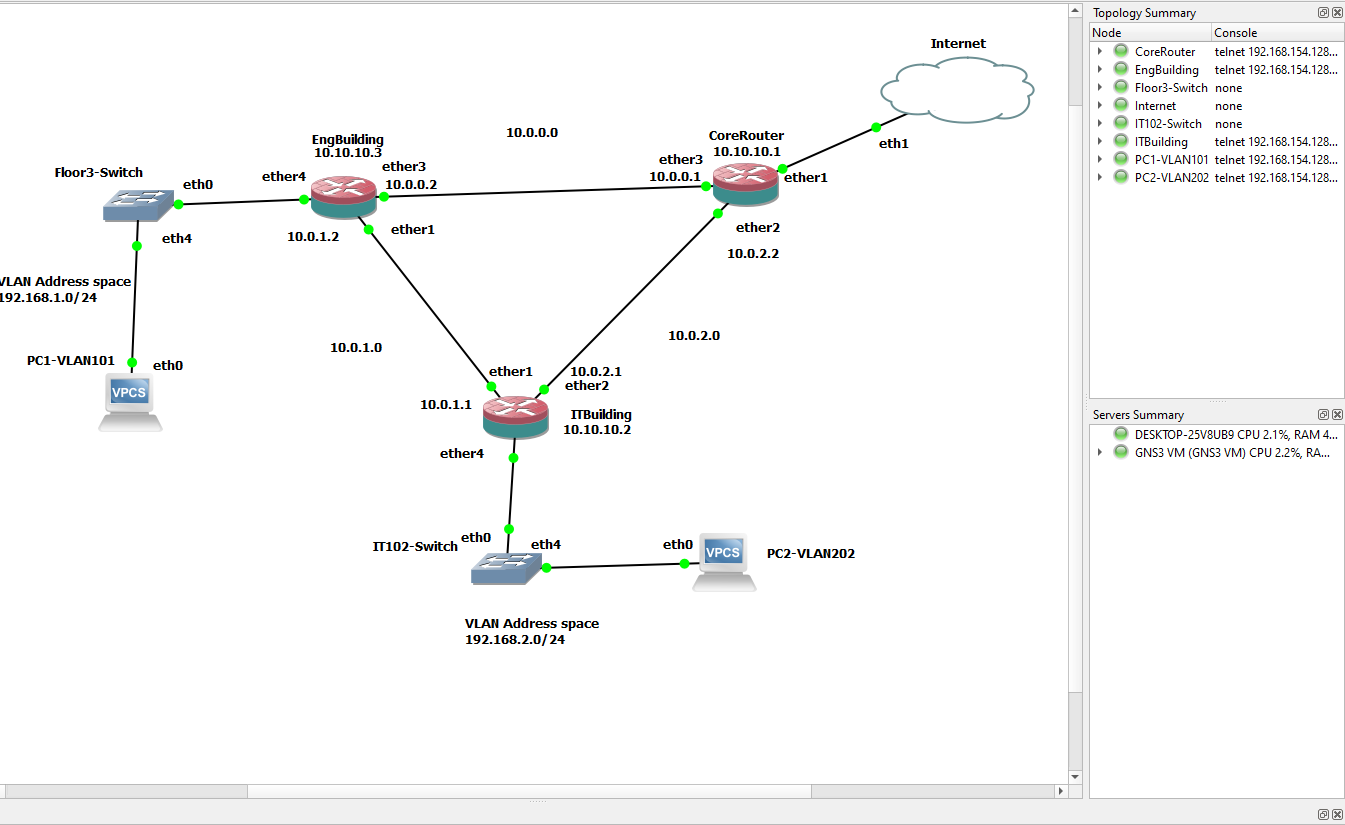 Internet
eth1
10.0.0.0
CoreRouter
10.10.10.1
ether3
10.0.0.1
ether1
ether2
10.0.2.2
EngBuilding
10.10.10.3
ether3
10.0.0.2
ether4
10.0.1.2
ether1
Floor3-Switch
eth0
eth4
VLAN Address space
192.168.1.0/24
PC1-VLAN101
eth0
VPCS
10.0.1.0
10.0.2.0
ether1
10.0.2.1
ether2
10.0.1.1
ITBuilding
10.10.10.2
ether4
IT102-Switch
eth0
eth4
eth0
VPCS
PC2-VLAN202
VLAN Address space
192.168.2.0/24
Topology Summary
Node Console
CoreRouter telnet 192.168.154.128...
EngBuilding telnet 192.168.154.128...
Floor3-Switch none
Internet none
IT102-Switch none
ITBuilding telnet 192.168.154.128...
PC1-VLAN101 telnet 192.168.154.128...
PC2-VLAN202 telnet 192.168.154.128...
Servers Summary
DESKTOP-25V8UB9 CPU 2.1%, RAM 4...
GNS3 VM (GNS3 VM) CPU 2.2%, RA...